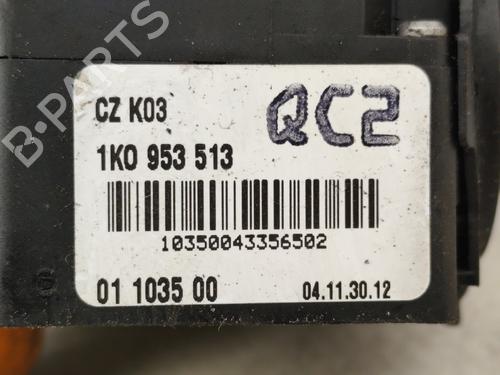 B-PARTS
CZ K03
QC2
1K0 953 513
10350043356502
01 1035 00
04.11.30.12